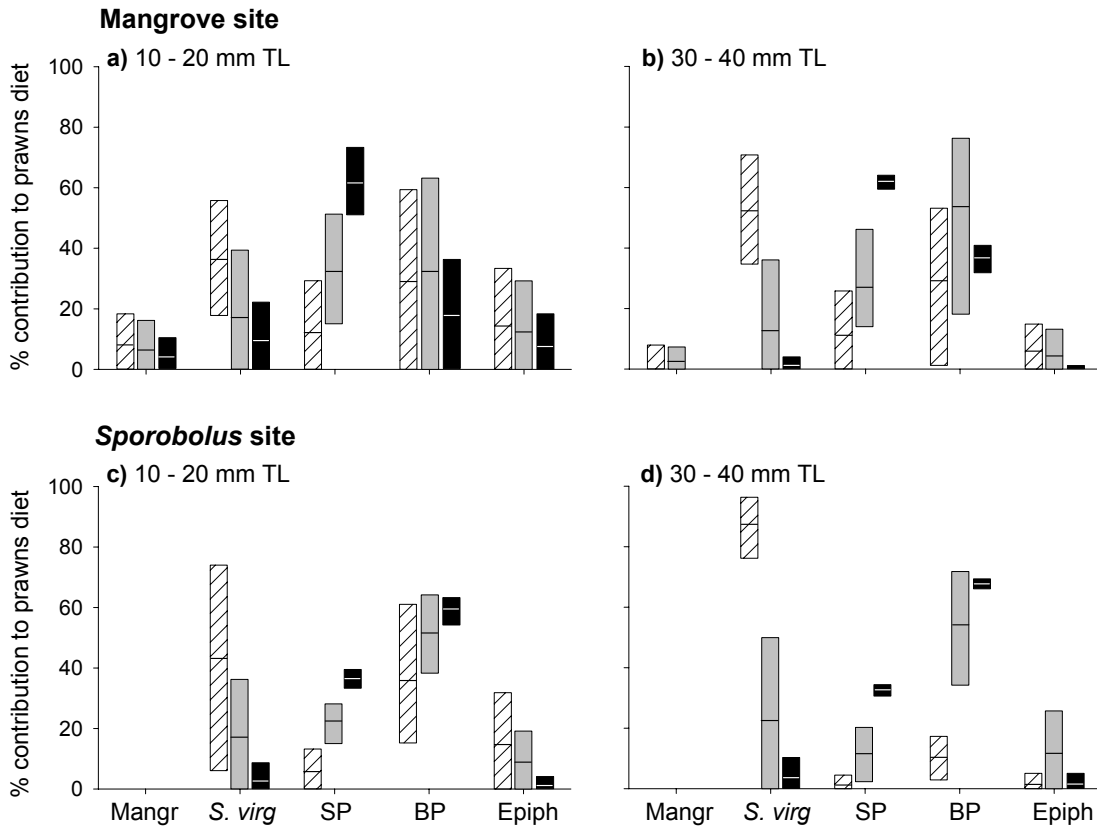 Mangrove site
a) 10 - 20 mm TL
b) 30 - 40 mm TL
% contribution to prawns diet
100
80
60
40
20
0
Sporobolus site
c) 10 - 20 mm TL
d) 30 - 40 mm TL
% contribution to prawns diet
100
80
60
40
20
0
Mangr S. virg SP BP Epiph
Mangr S. virg SP BP Epiph